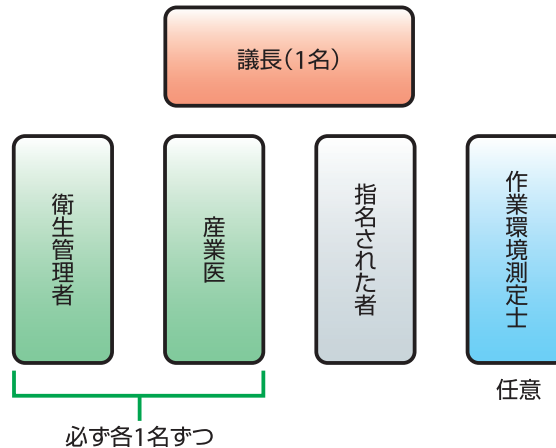 議長(1名)
衛生管理者
産業医
指名された者
作業環境測定士
必ず各1名ずつ
任意